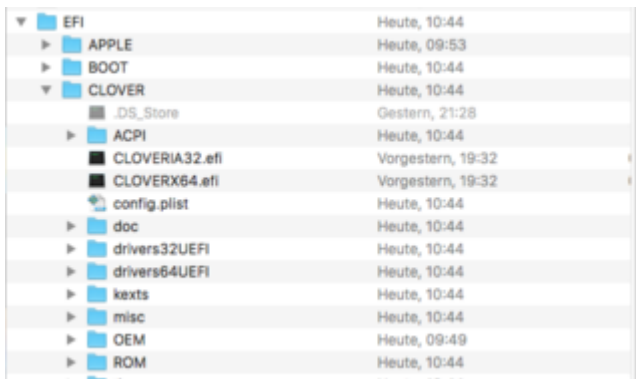 EFI Heute, 10:44
APPLE Heute, 09:53
BOOT Heute, 10:44
CLOVER Heute, 10:44
.DS_Store Gestern, 21:28
ACPI Heute, 10:44
CLOVERIA32.efi Vorgestern, 19:32
CLOVERX64.efi Vorgestern, 19:32
config.plist Heute, 10:44
doc Heute, 10:44
drivers32UEFI Heute, 10:44
drivers64UEFI Heute, 10:44
kexts Heute, 10:44
misc Heute, 10:44
OEM Heute, 09:49
ROM Heute, 10:44